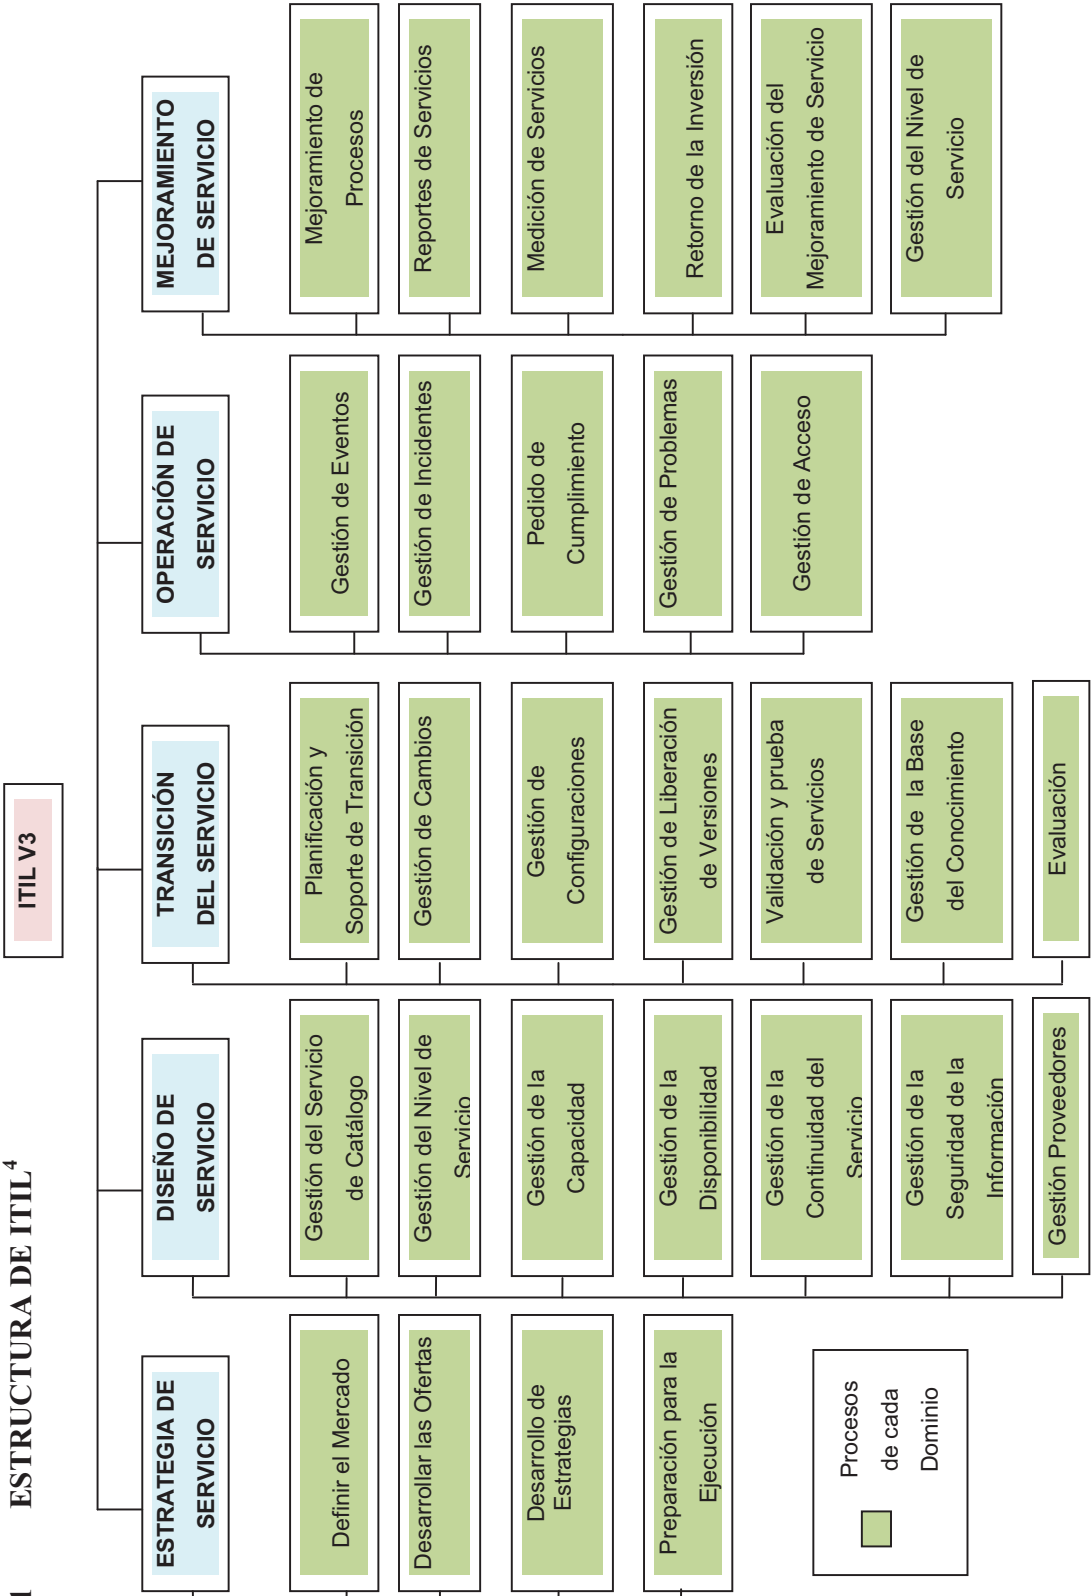 ESTRUCTURA DE ITIL4
ITIL V3
ESTRATEGIA DE
SERVICIO
Definir el Mercado
Desarrollar las Ofertas
Desarrollo de
Estrategias
Preparación para la
Ejecución
DISEÑO DE
SERVICIO
Gestión del Servicio
de Catálogo
Gestión del Nivel de
Servicio
Gestión de la
Capacidad
Gestión de la
Disponibilidad
Gestión de la
Continuidad del
Servicio
Gestión de la
Seguridad de la
Información
Gestión Proveedores
TRANSICIÓN
DEL SERVICIO
Planificación y
Soporte de Transición
Gestión de Cambios
Gestión de
Configuraciones
Gestión de Liberación
de Versiones
Validación y prueba
de Servicios
Gestión de la Base
del Conocimiento
Evaluación
OPERACIÓN DE
SERVICIO
Gestión de Eventos
Gestión de Incidentes
Pedido de
Cumplimiento
Gestión de Problemas
Gestión de Acceso
MEJORAMIENTO
DE SERVICIO
Mejoramiento de
Procesos
Reportes de Servicios
Medición de Servicios
Retorno de la Inversión
Evaluación del
Mejoramiento de Servicio
Gestión del Nivel de
Servicio
Procesos
de cada
Dominio